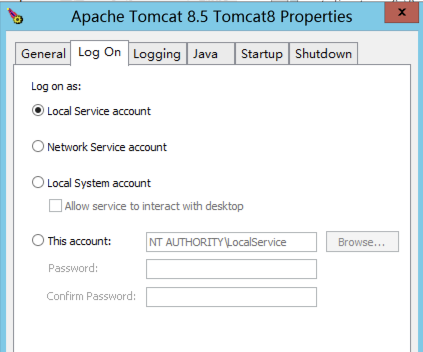 Apache Tomcat 8.5 Tomcat8 Properties
x
General Log On Logging Java Startup Shutdown
Log on as:
Local Service account
Network Service account
Local System account
Allow service to interact with desktop
This account: NT AUTHORITY\LocalService Browse...
Password:
Confirm Password: